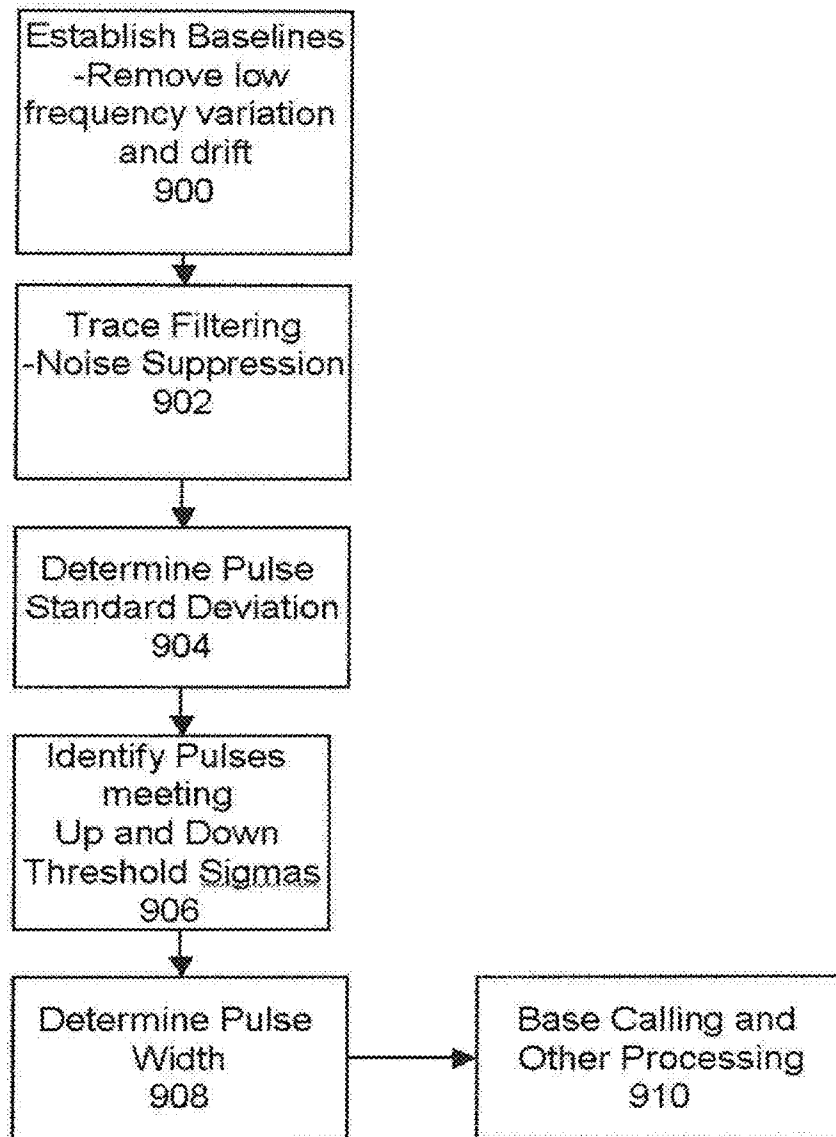 Establish Baselines
-Remove low
frequency variation
and drift
900
Trace Filtering
-Noise Suppression
902
Determine Pulse
Standard Deviation
904
Identify Pulses
meeting
Up and Down
Threshold Sigmas
906
Determine Pulse
Width
908
Base Calling and
Other Processing
910